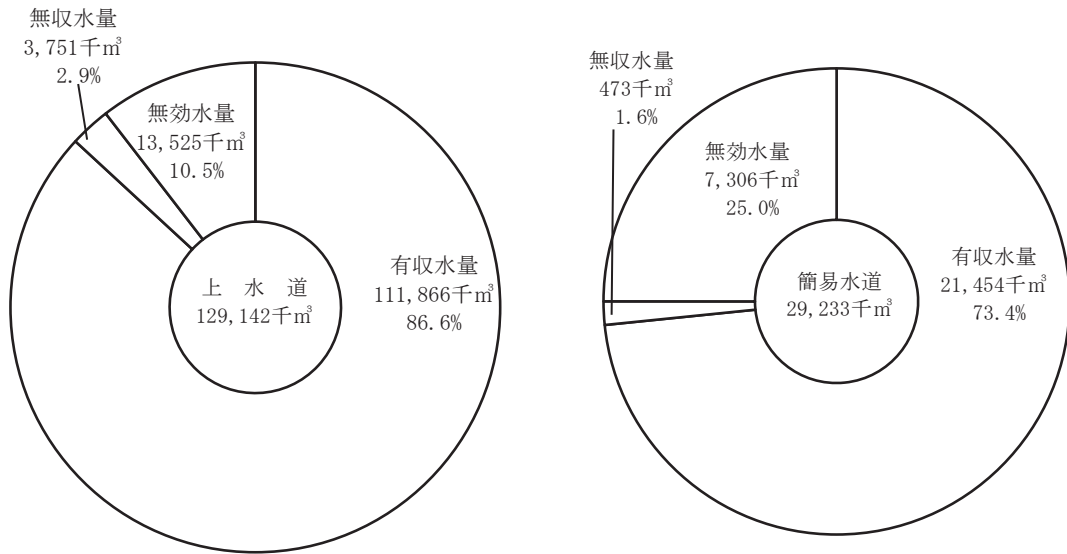 無収水量
3,751千㎥
2.9%
無効水量
13,525千㎥
10.5%
有収水量
111,866千㎥
86.6%
上 水 道
129,142千㎥
無収水量
473千㎥
1.6%
無効水量
7,306千㎥
25.0%
有収水量
21,454千㎥
73.4%
簡易水道
29,233千㎥